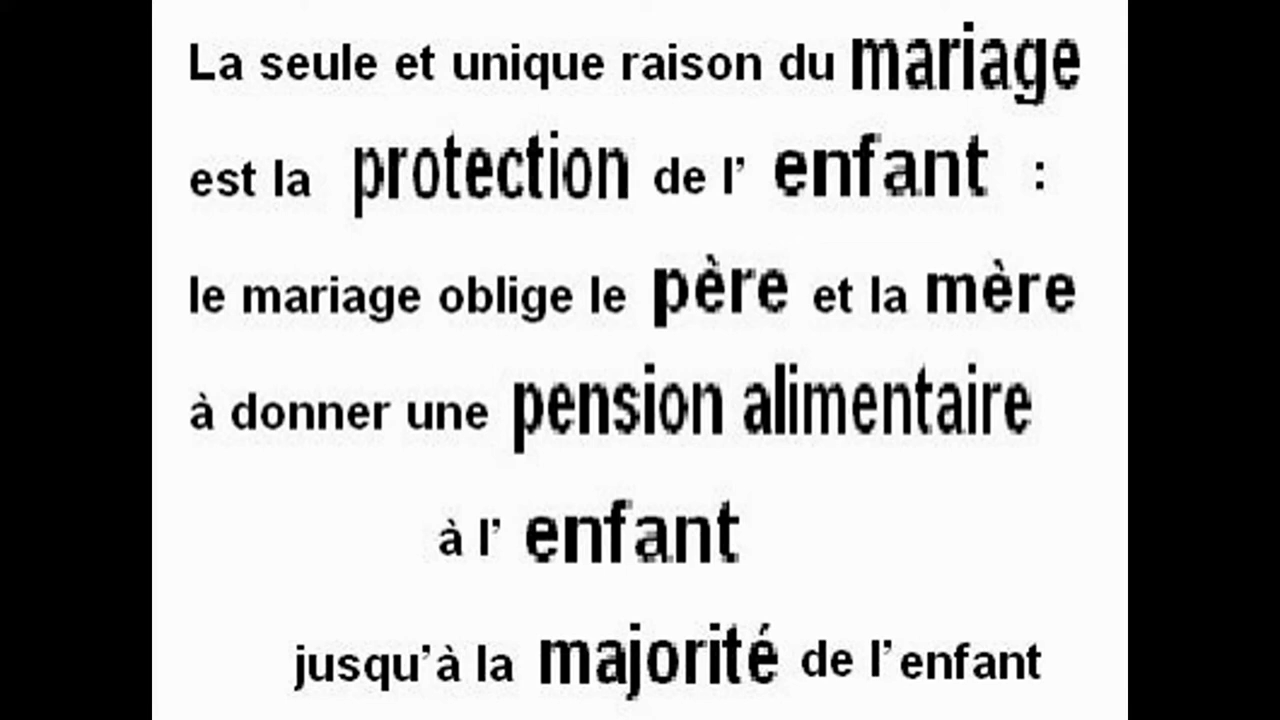 La seule et unique raison du mariage
est la protection de l’ enfant :
le mariage oblige le père et la mère
à donner une pension alimentaire
à l’ enfant
jusqu’à la majorité de l’enfant